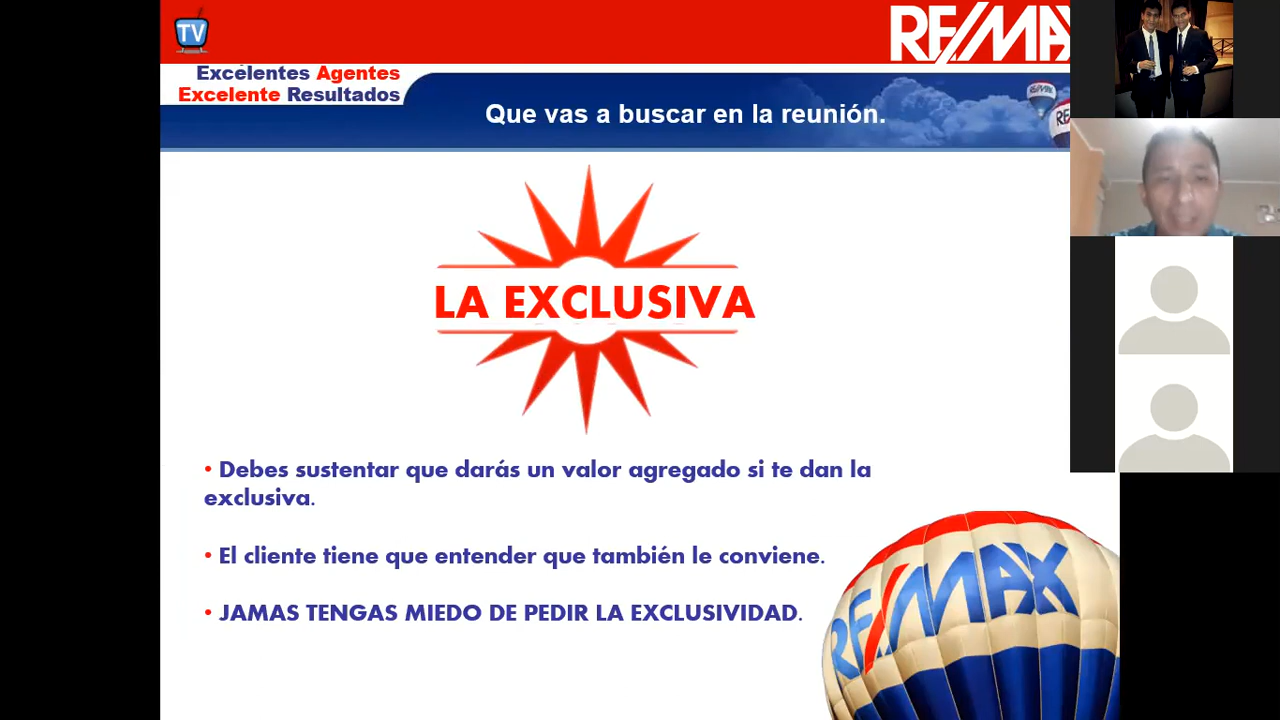 TV
RE/MAX
Excelentes Agentes
Excelente Resultados
Que vas a buscar en la reunión.
LA EXCLUSIVA
• Debes sustentar que darás un valor agregado si te dan la
exclusiva.
• El cliente tiene que entender que también le conviene.
• JAMAS TENGAS MIEDO DE PEDIR LA EXCLUSIVIDAD.
RE/MAX